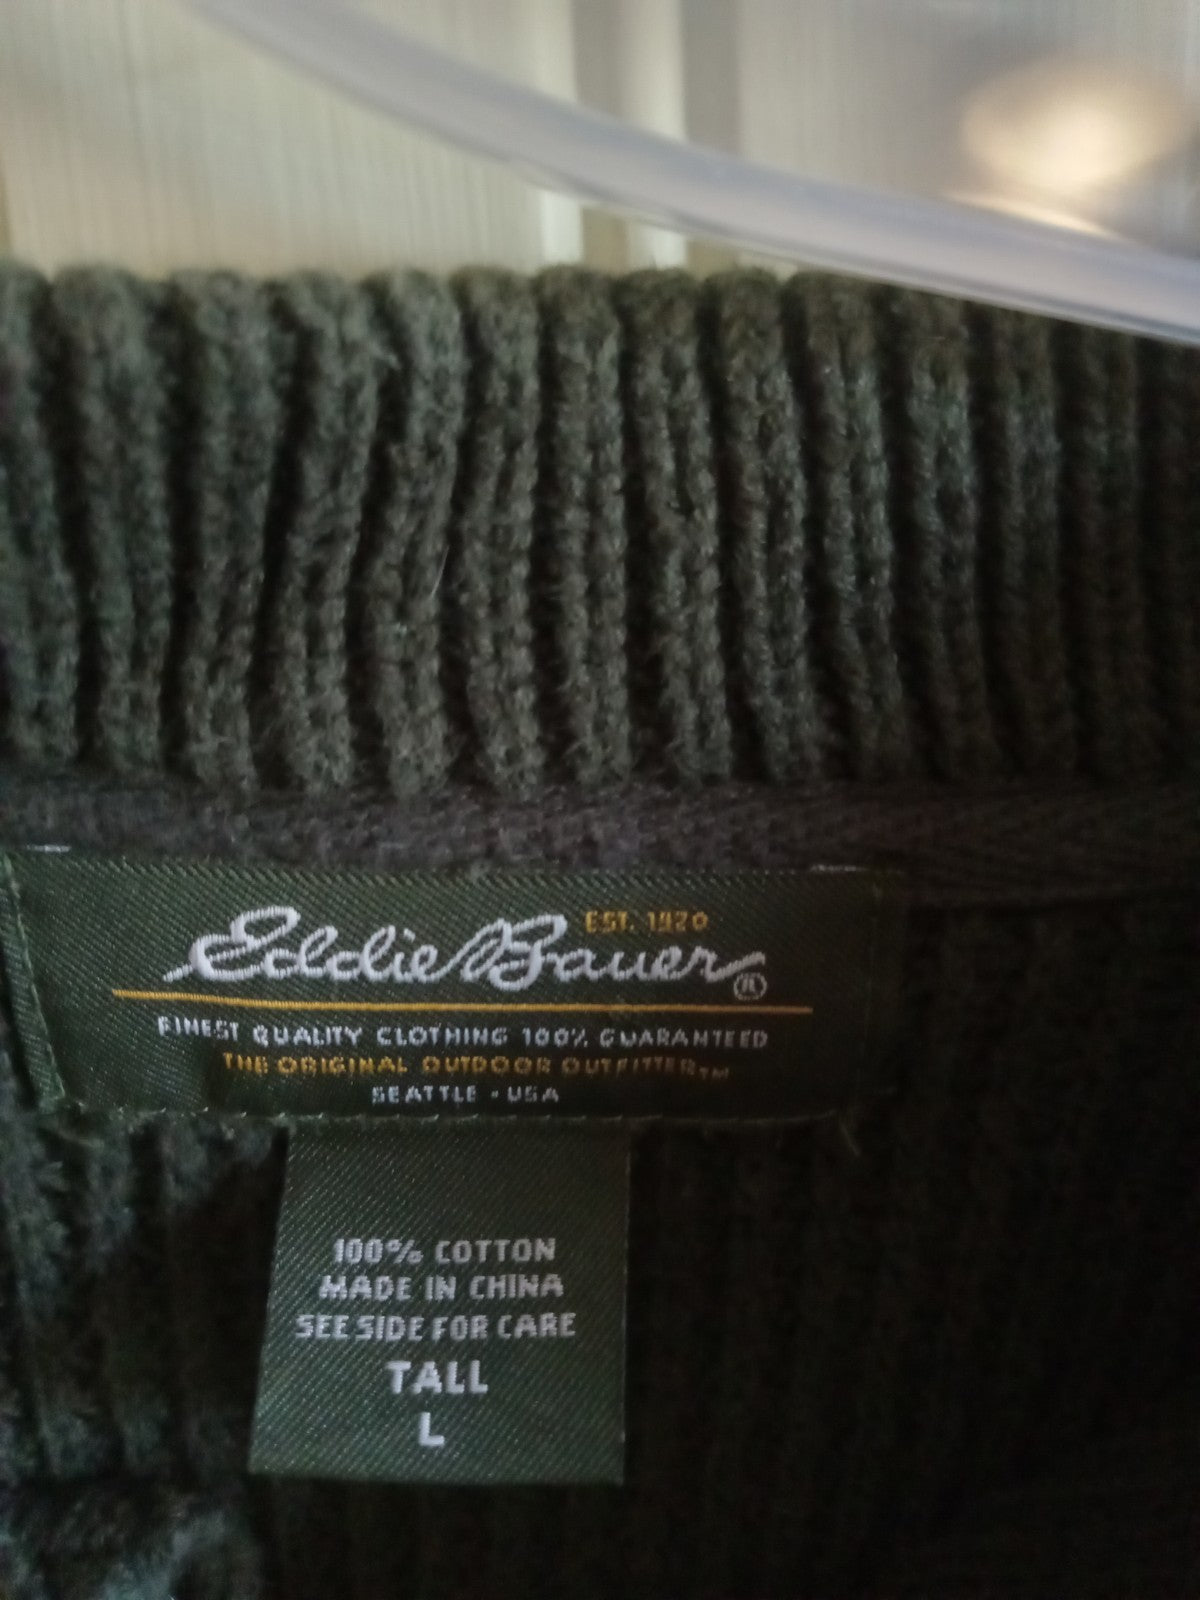 EST. 1920
Eddie Bauer®
FINEST QUALITY CLOTHING 100% GUARANTEED
THE ORIGINAL OUTDOOR OUTFITTER™
SEATTLE • USA
100% COTTON
MADE IN CHINA
SEE SIDE FOR CARE
TALL
L